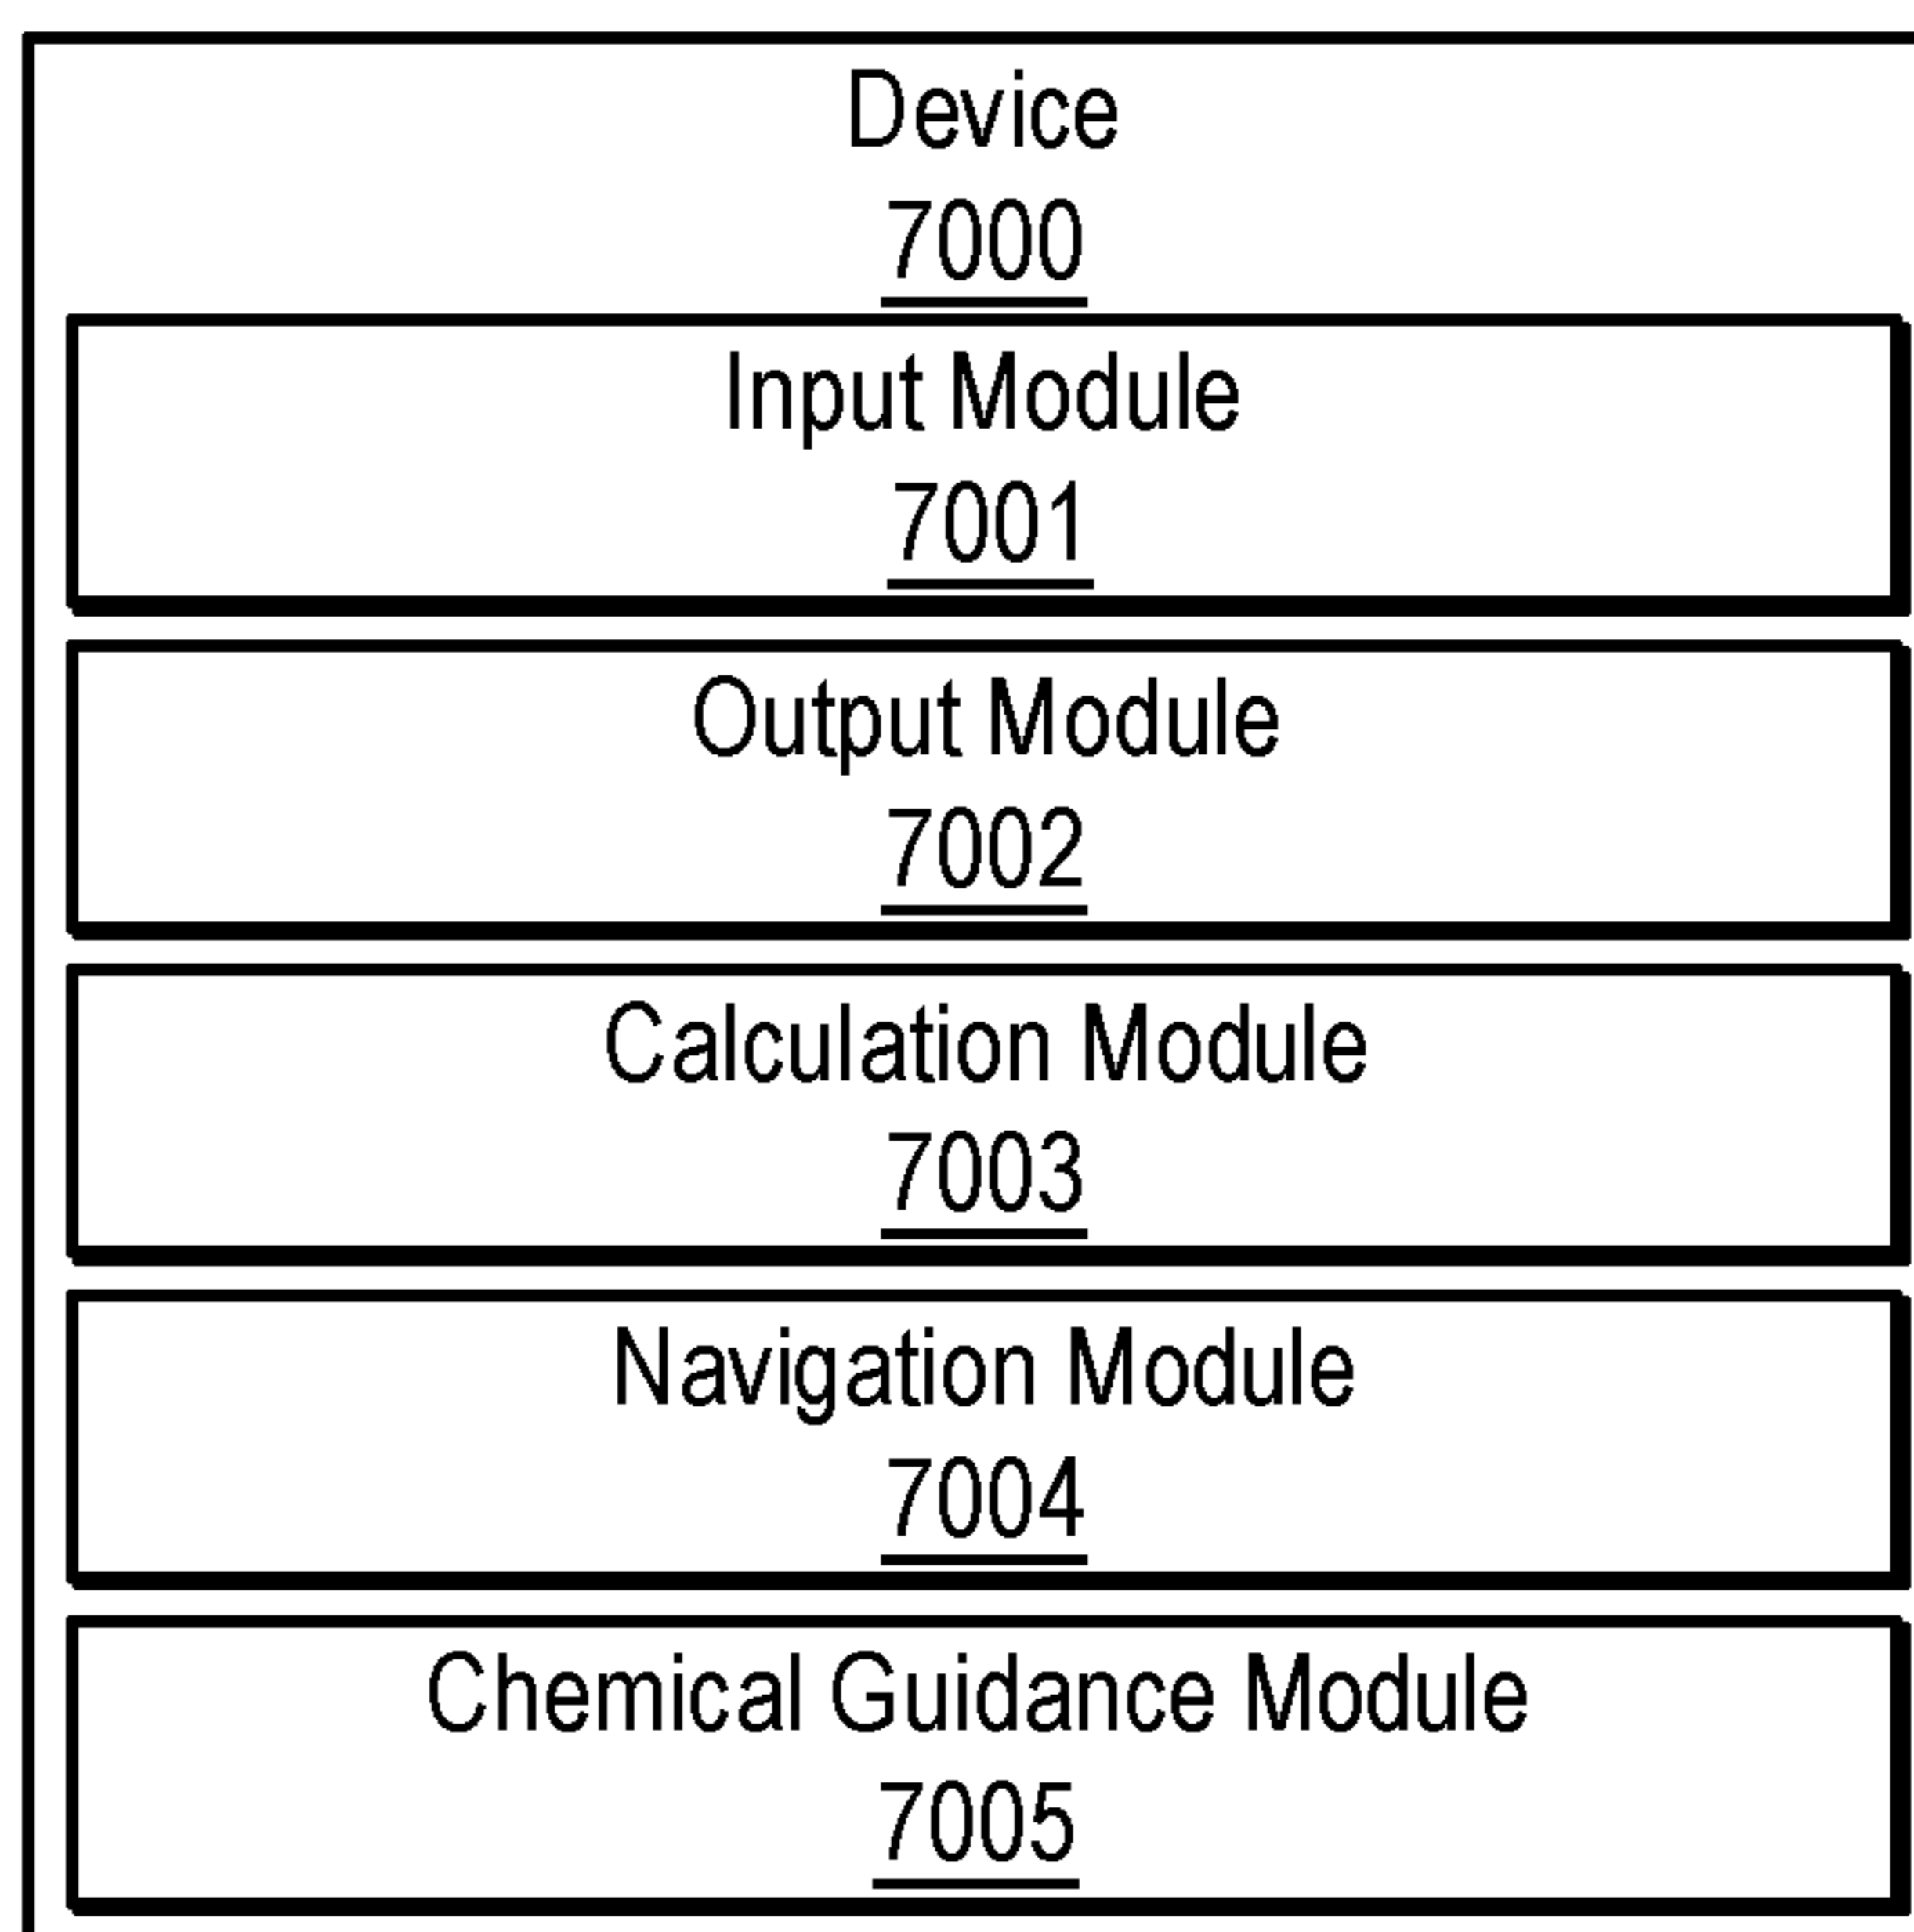 Device
7000
Input Module
7001
Output Module
7002
Calculation Module
7003
Navigation Module
7004
Chemical Guidance Module
7005